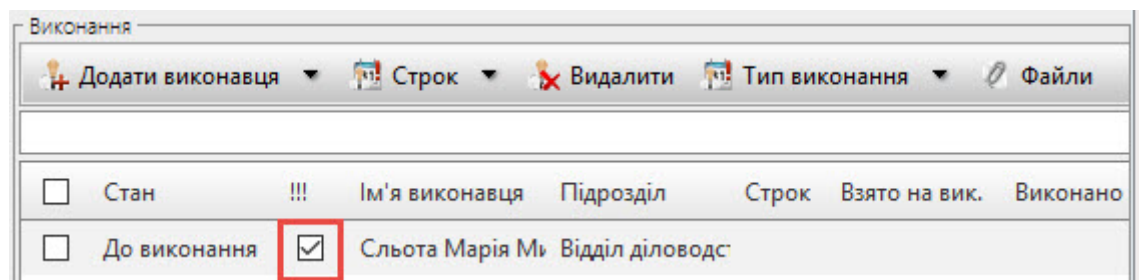 Виконання
Додати виконавця Строк Видалити Тип виконання Файли
Стан !!! Ім'я виконавця Підрозділ Строк Взято на вик. Виконано
До виконання Сльота Марія Ми Відділ діловодст